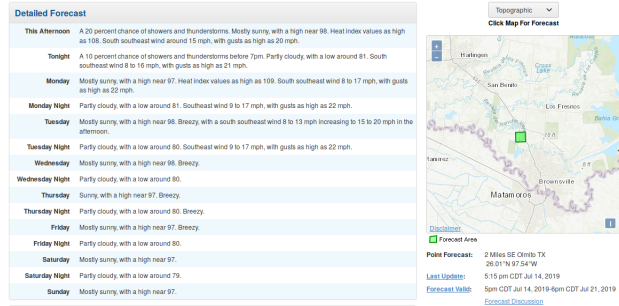 Detailed Forecast
This Afternoon A 20 percent chance of showers and thunderstorms. Mostly sunny, with a high near 98. Heat index values as high
as 108. South southeast wind around 15 mph, with gusts as high as 20 mph.
Tonight A 10 percent chance of showers and thunderstorms before 7pm. Partly cloudy, with a low around 81. South
southeast wind 8 to 16 mph, with gusts as high as 21 mph.
Monday Mostly sunny, with a high near 97. Heat index values as high as 109. South southeast wind 8 to 17 mph, with gusts
as high as 22 mph.
Monday Night Partly cloudy, with a low around 81. Southeast wind 9 to 17 mph, with gusts as high as 22 mph.
Tuesday Mostly sunny, with a high near 98. Breezy, with a south southeast wind 8 to 13 mph increasing to 15 to 20 mph in the
afternoon.
Tuesday Night Partly cloudy, with a low around 80. Southeast wind 9 to 17 mph, with gusts as high as 22 mph.
Wednesday Mostly sunny, with a high near 98. Breezy.
Wednesday Night Partly cloudy, with a low around 80.
Thursday Sunny, with a high near 97. Breezy.
Thursday Night Partly cloudy, with a low around 80. Breezy.
Friday Mostly sunny, with a high near 97. Breezy.
Friday Night Partly cloudy, with a low around 80.
Saturday Mostly sunny, with a high near 97.
Saturday Night Partly cloudy, with a low around 79.
Sunday Mostly sunny, with a high near 97.
Topographic
Click Map For Forecast
+
−
Harlingen
Cross
Lake
San Benito
Los Fresnos
Bahia Gr
Ramirez
Brownsville
Matamoros
Disclaimer
i
Forecast Area
Point Forecast: 2 Miles SE Olmito TX
26.01°N 97.54°W
Last Update: 5:15 pm CDT Jul 14, 2019
Forecast Valid: 5pm CDT Jul 14, 2019-6pm CDT Jul 21, 2019
Forecast Discussion